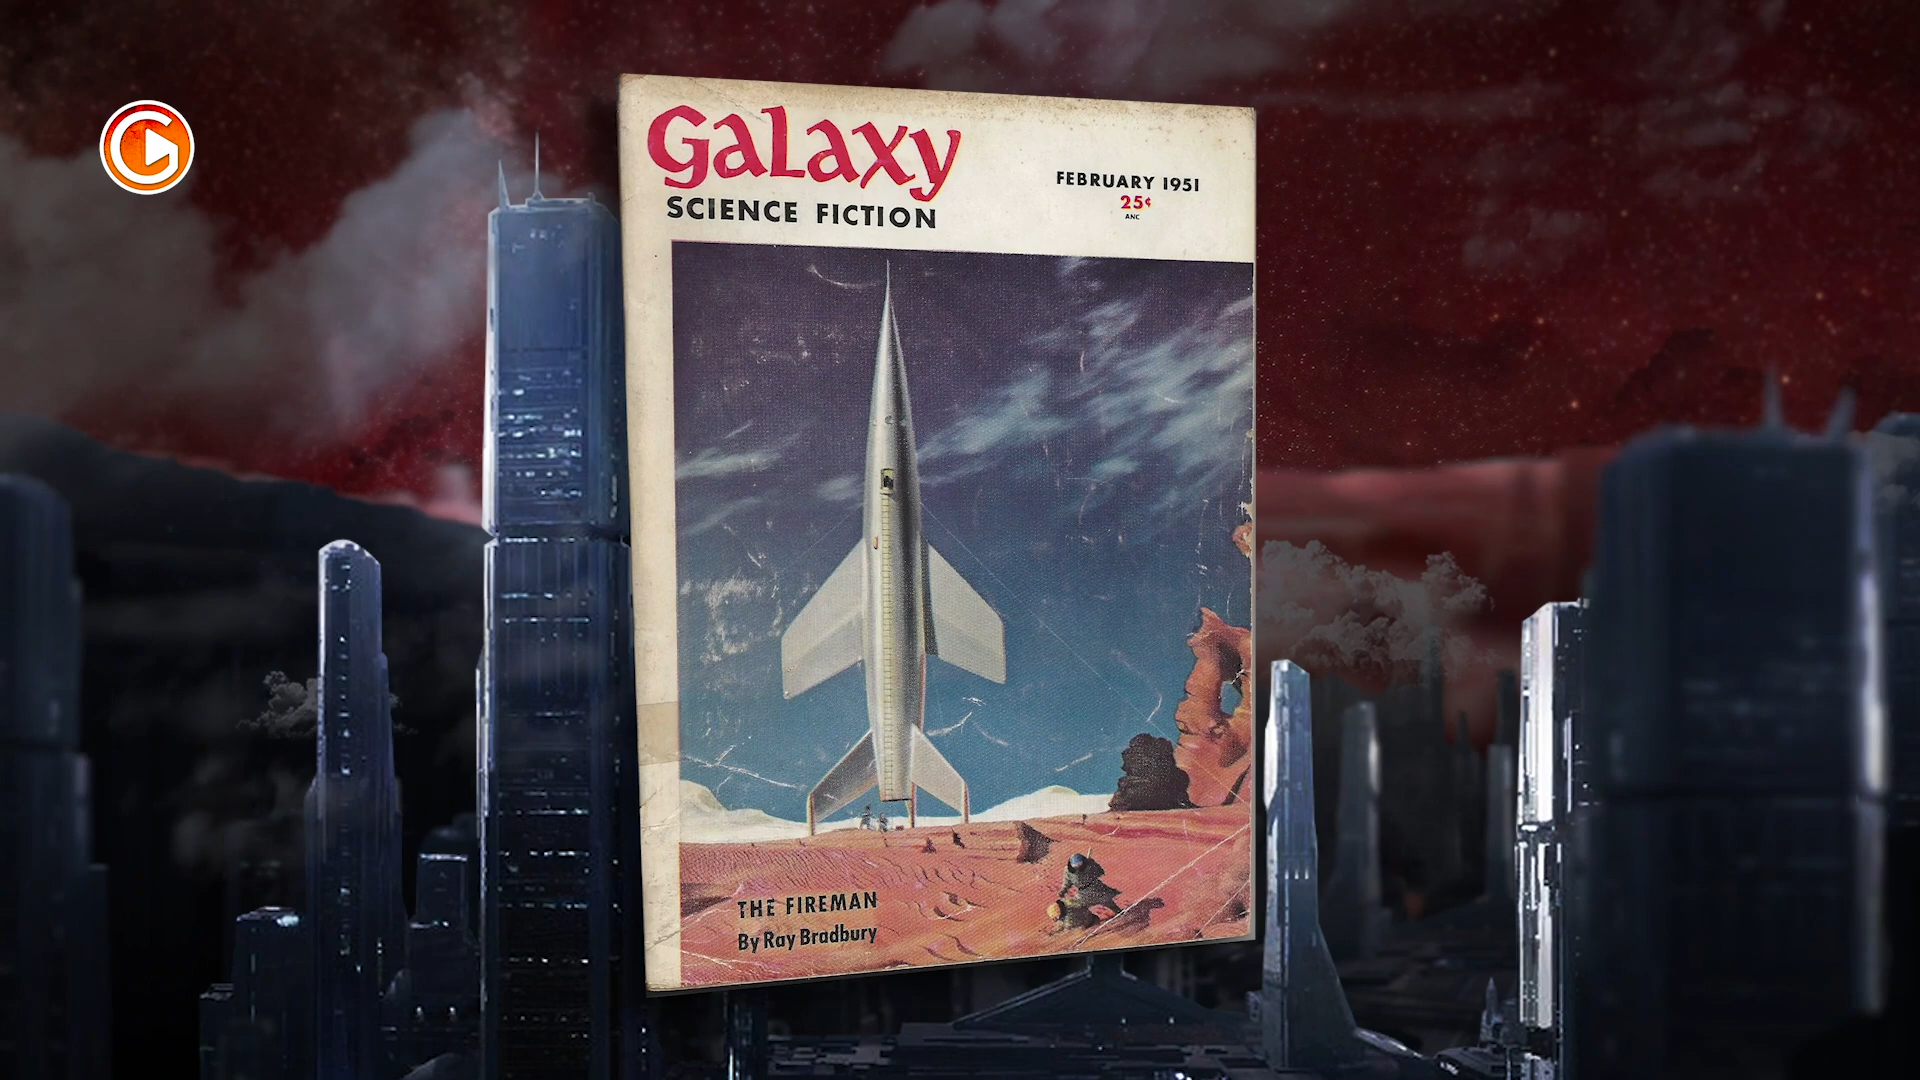 Galaxy
SCIENCE FICTION
FEBRUARY 1951
25¢
ANC
THE FIREMAN
By Ray Bradbury